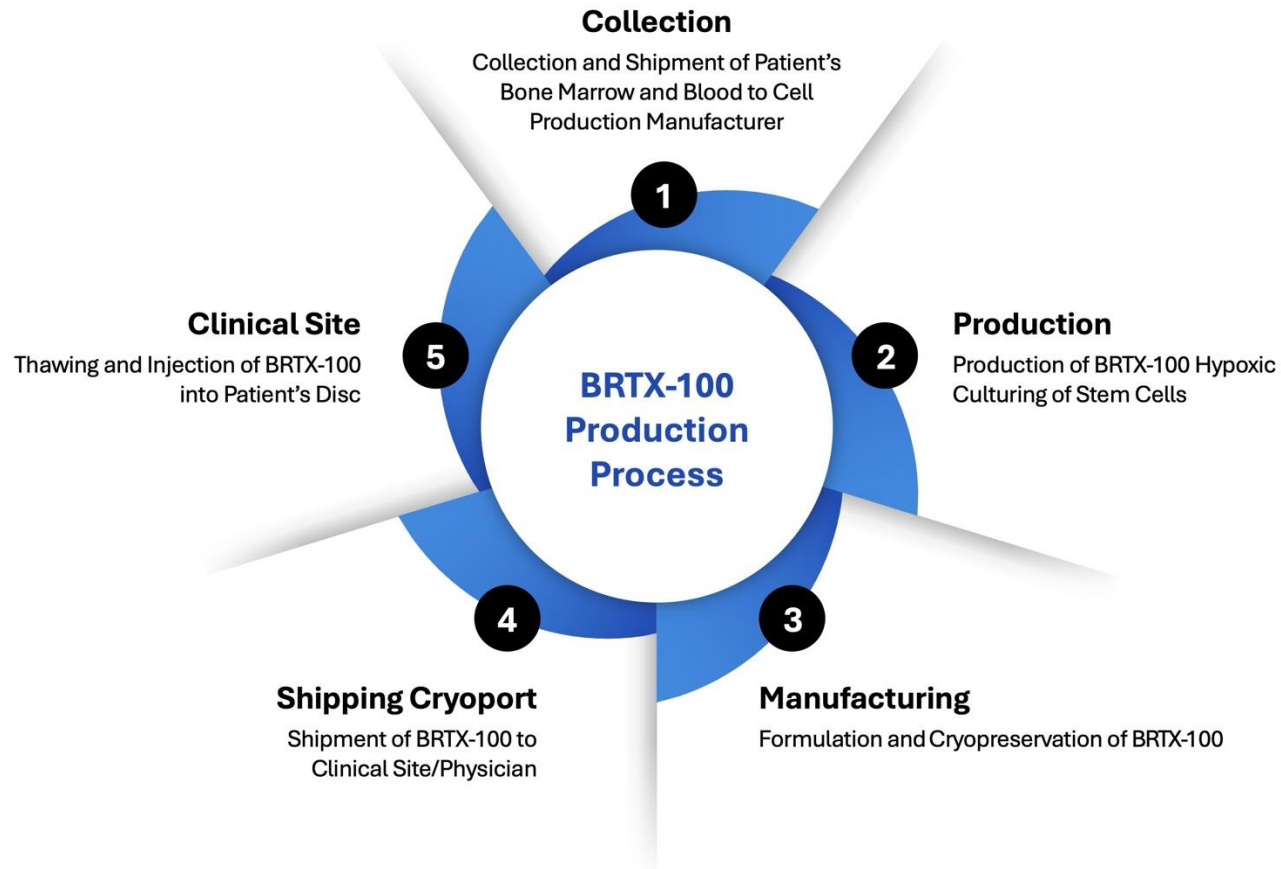 Collection
Collection and Shipment of Patient's
Bone Marrow and Blood to Cell
Production Manufacturer
1
Production
Production of BRTX-100 Hypoxic
Culturing of Stem Cells
2
Manufacturing
Formulation and Cryopreservation of BRTX-100
3
Shipping Cryoport
Shipment of BRTX-100 to
Clinical Site/Physician
4
Clinical Site
Thawing and Injection of BRTX-100
into Patient's Disc
5
BRTX-100
Production
Process